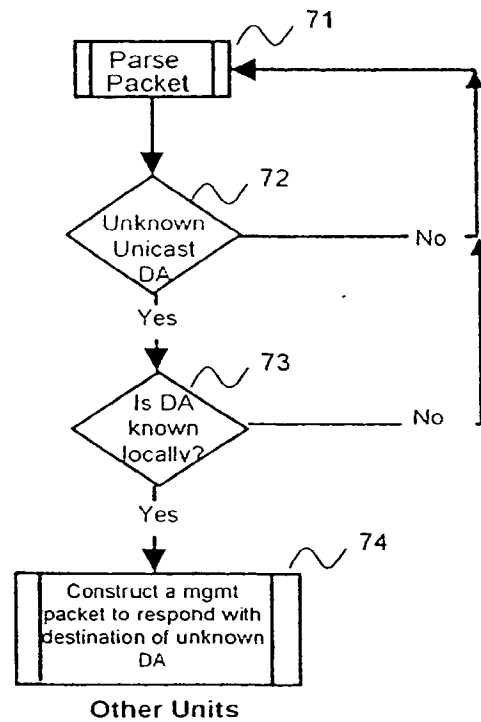 71
Parse
Packet
72
Unknown
Unicast
DA
No
Yes
73
Is DA
known
locally?
No
Yes
74
Construct a mgmt
packet to respond with
destination of unknown
DA
Other Units